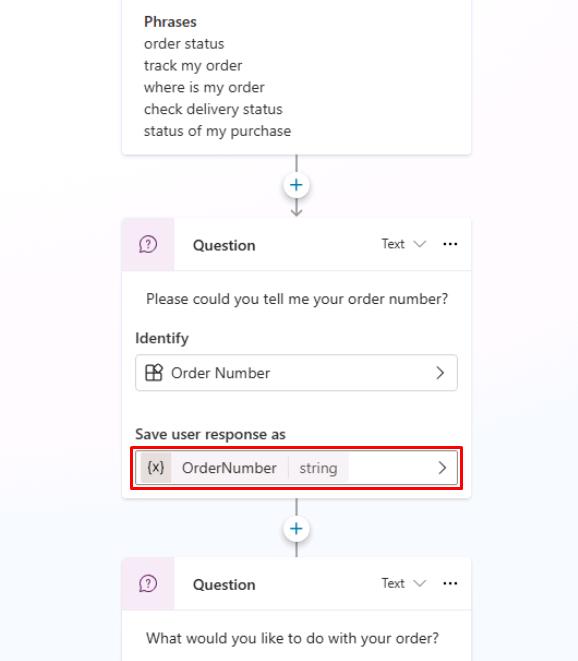 Phrases
order status
track my order
where is my order
check delivery status
status of my purchase
Question Text
Please could you tell me your order number?
Identify
Order Number
Save user response as
{x} OrderNumber string
Question Text
What would you like to do with your order?